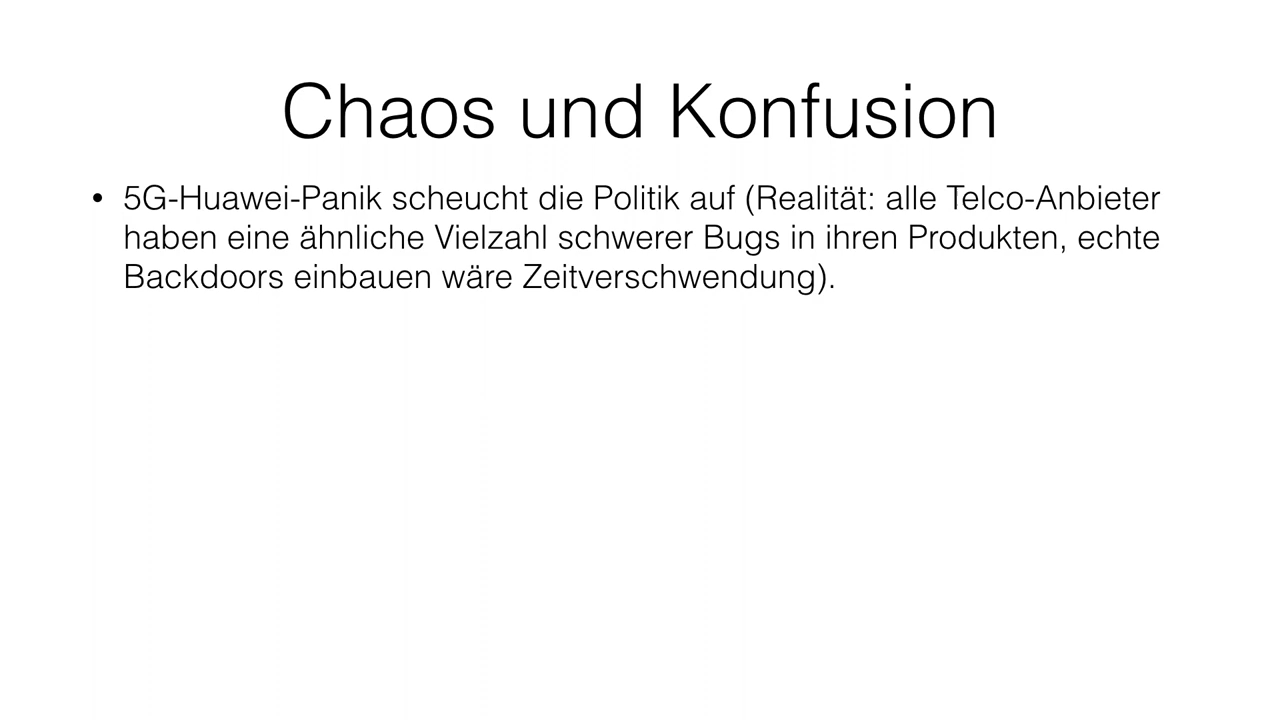 Chaos und Konfusion
• 5G-Huawei-Panik scheucht die Politik auf (Realität: alle Telco-Anbieter
haben eine ähnliche Vielzahl schwerer Bugs in ihren Produkten, echte
Backdoors einbauen wäre Zeitverschwendung).